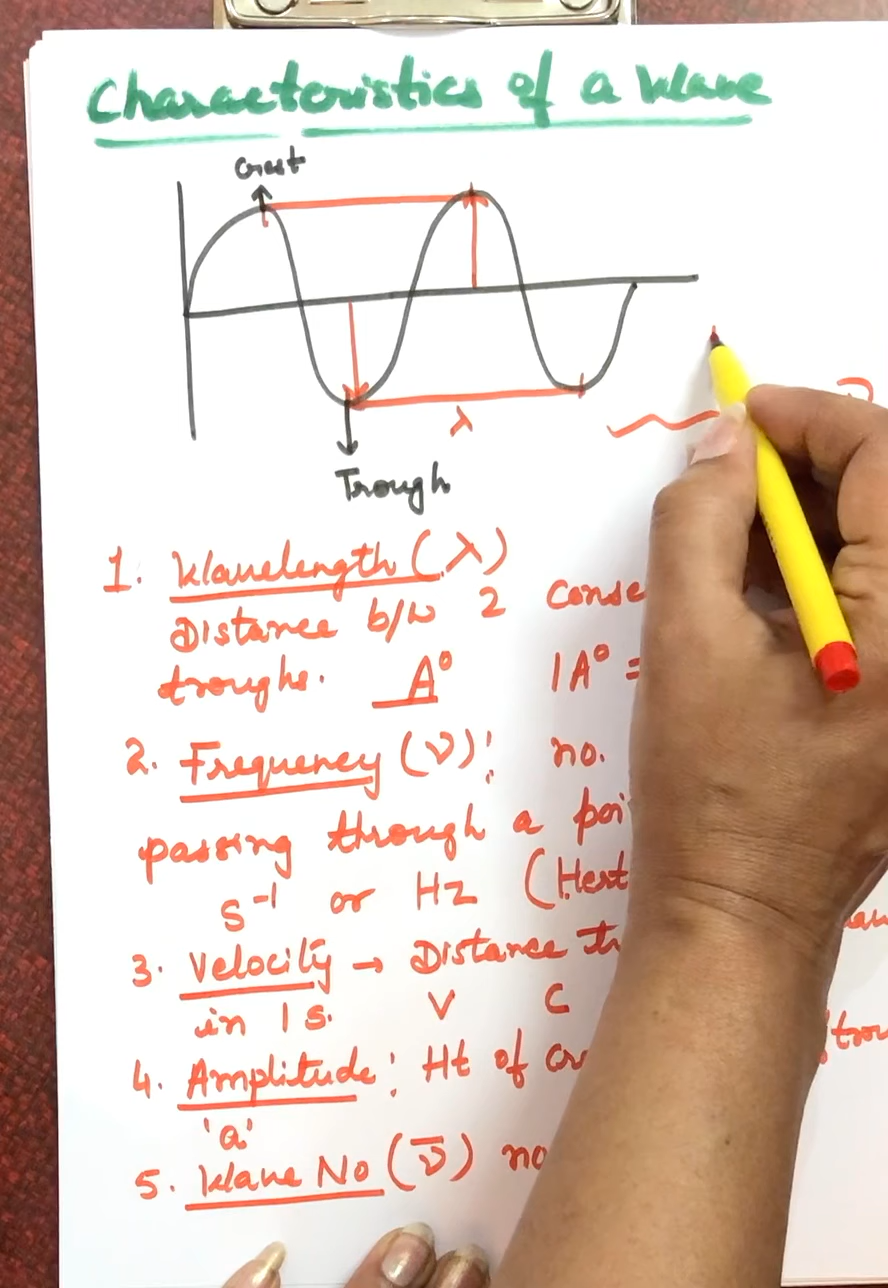 Characteristics of a Wave
Crest
λ
Trough
1. Wavelength (λ)
Distance b/w 2 conse
troughs. A° 1A° =
2. Frequency (ν): no.
passing through a poi
s⁻¹ or Hz (Hert
3. Velocity → Distance tr
in 1 s. V C
4. Amplitude: Ht of cr
'a'
5. Wave No (ν̄) no